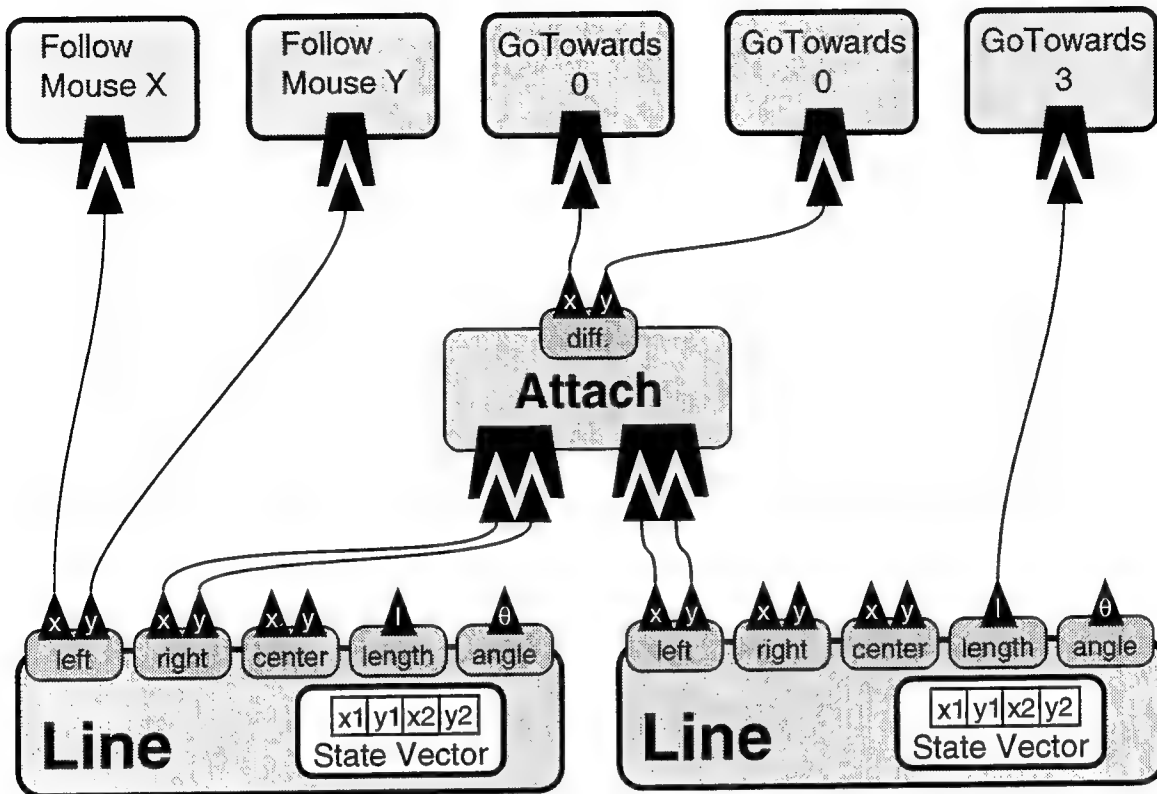 Follow
Mouse X
Follow
Mouse Y
GoTowards
0
GoTowards
0
GoTowards
3
x y
diff.
Attach
x y x y x y l θ
left right center length angle
x1 y1 x2 y2
State Vector
Line
x y x y x y l θ
left right center length angle
x1 y1 x2 y2
State Vector
Line